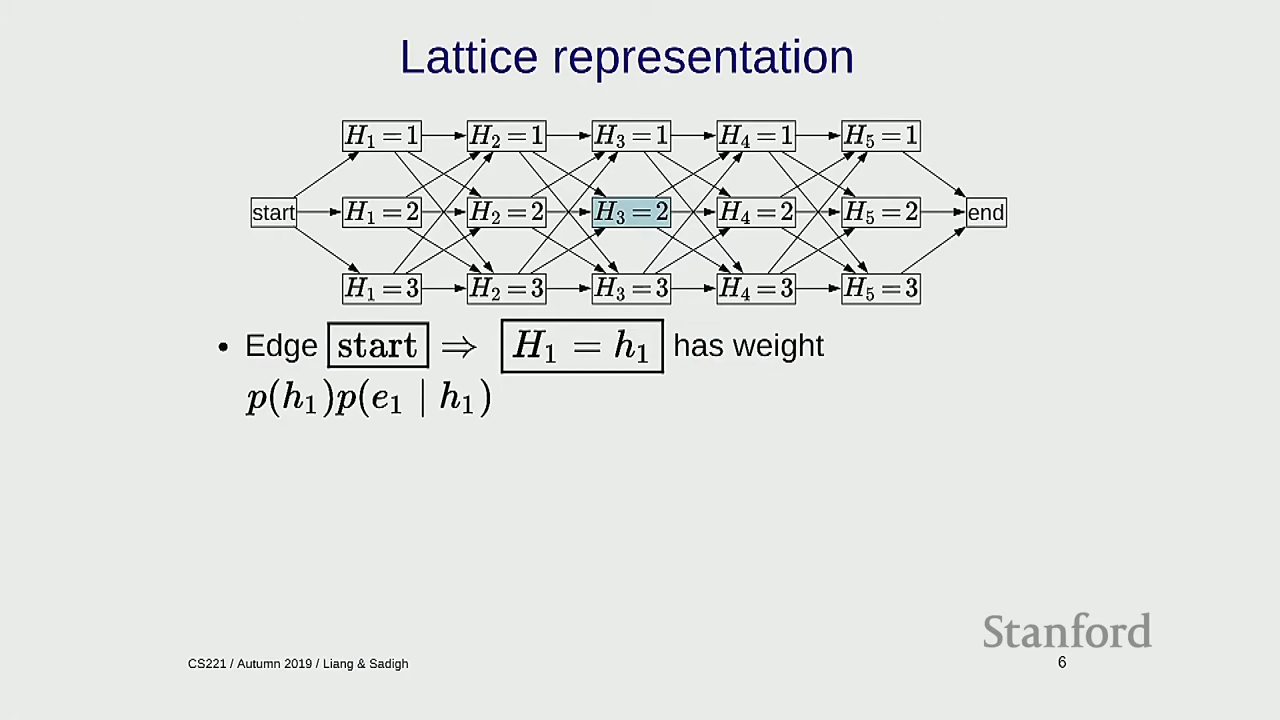 Lattice representation
H₁ = 1 H₂ = 1 H₃ = 1 H₄ = 1 H₅ = 1
start H₁ = 2 H₂ = 2 H₃ = 2 H₄ = 2 H₅ = 2 end
H₁ = 3 H₂ = 3 H₃ = 3 H₄ = 3 H₅ = 3
• Edge start ⇒ H₁ = h₁ has weight
p(h₁)p(e₁ | h₁)
Stanford
CS221 / Autumn 2019 / Liang & Sadigh 6